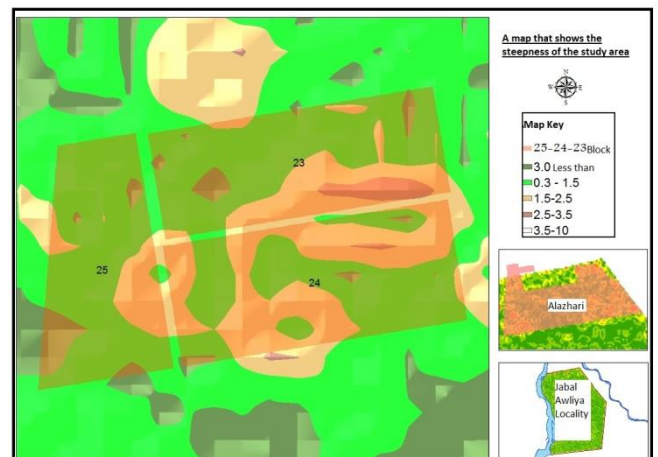 A map that shows the
steepness of the study area
N
W
E
S
Map Key
25-24-23Block
3.0 Less than
0.3 - 1.5
1.5-2.5
2.5-3.5
3.5-10
23
25
24
Alazhari
Jabal
Awliya
Locality